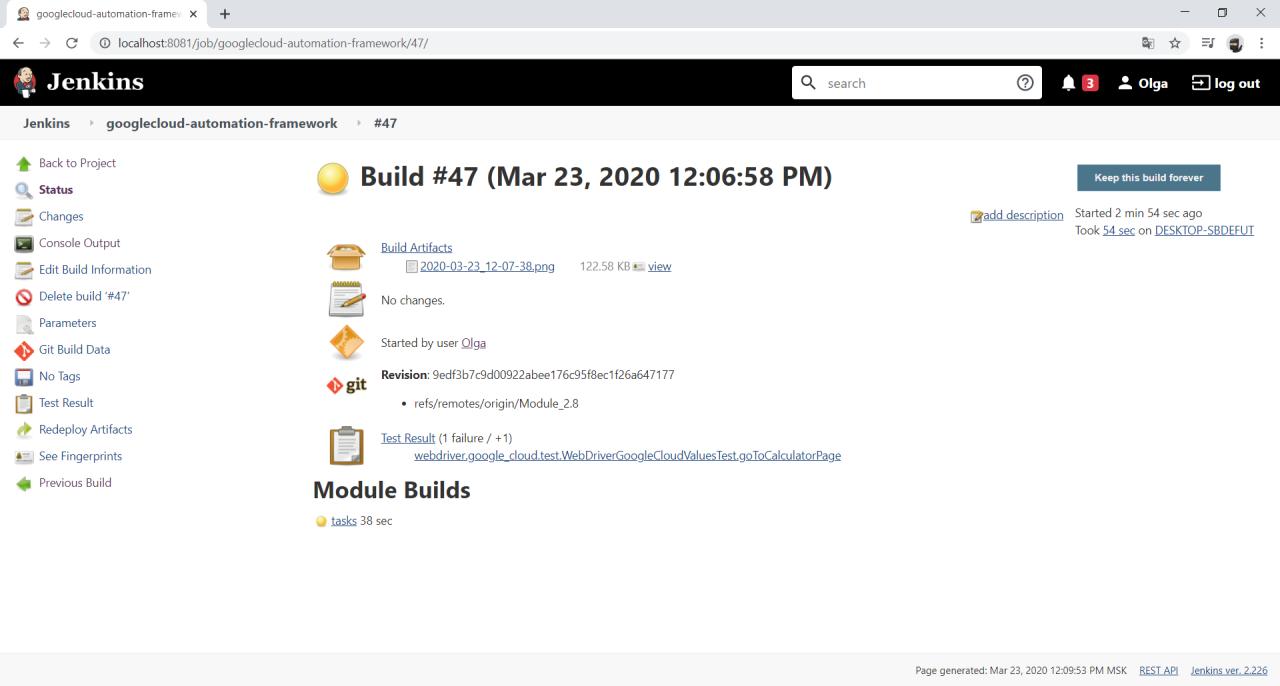 googlecloud-automation-framew
localhost:8081/job/googlecloud-automation-framework/47/
Jenkins
search
3
Olga
log out
Jenkins googlecloud-automation-framework #47
Back to Project
Status
Changes
Console Output
Edit Build Information
Delete build ‘#47’
Parameters
Git Build Data
No Tags
Test Result
Redeploy Artifacts
See Fingerprints
Previous Build
Build #47 (Mar 23, 2020 12:06:58 PM)
Keep this build forever
add description
Started 2 min 54 sec ago
Took 54 sec on DESKTOP-SBDEFUT
Build Artifacts
2020-03-23_12-07-38.png 122.58 KB view
No changes.
Started by user Olga
git
Revision: 9edf3b7c9d00922abee176c95f8ec1f26a647177
• refs/remotes/origin/Module_2.8
Test Result (1 failure / +1)
webdriver.google_cloud.test.WebDriverGoogleCloudValuesTest.goToCalculatorPage
Module Builds
tasks 38 sec
Page generated: Mar 23, 2020 12:09:53 PM MSK REST API Jenkins ver. 2.226